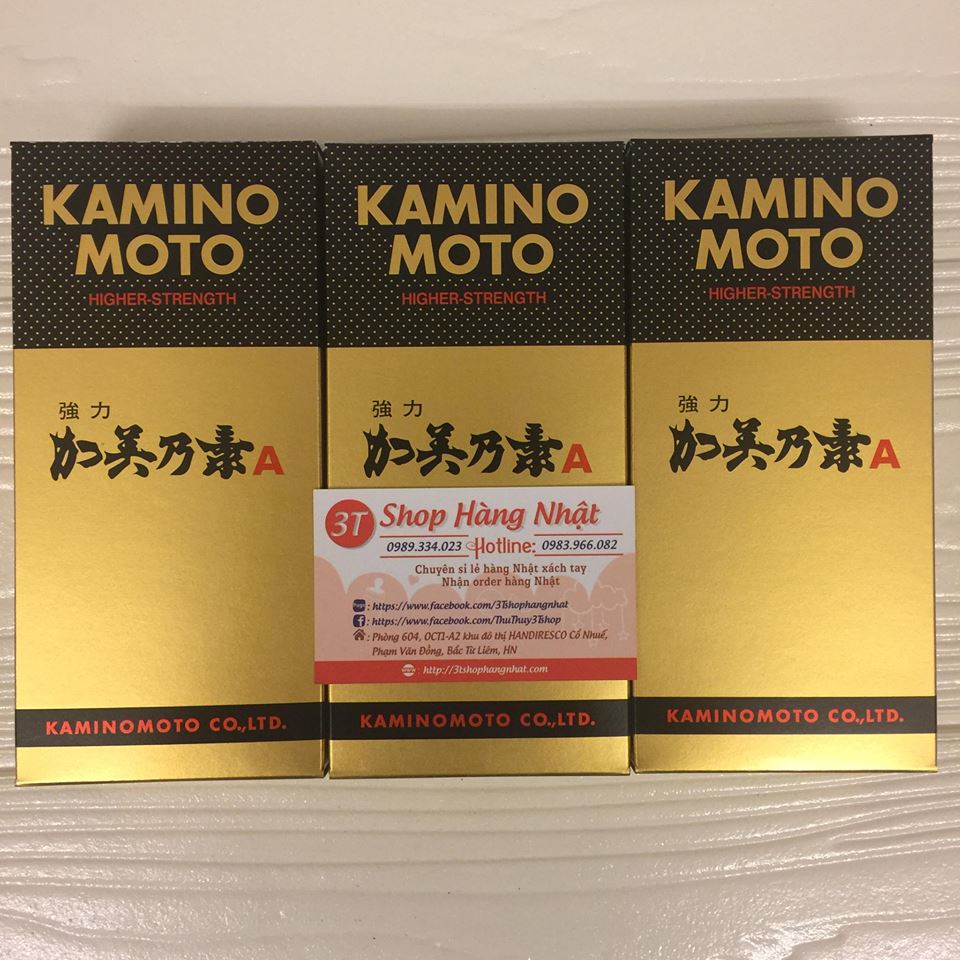 KAMINO
MOTO
HIGHER-STRENGTH
強力
加美乃素A
KAMINOMOTO CO.,LTD.
KAMINO
MOTO
HIGHER-STRENGTH
強力
加美乃素A
KAMINOMOTO CO.,LTD.
KAMINO
MOTO
HIGHER-STRENGTH
強力
加美乃素A
KAMINOMOTO CO.,LTD.
3T Shop Hàng Nhật
0989.334.023 Hotline: 0983.966.082
Chuyên sỉ lẻ hàng Nhật xách tay
Nhận order hàng Nhật
Page : https://www.facebook.com/3Tshophangnhat
f : https://www.facebook.com/ThuThuy3Tshop
: Phòng 604, OCT1-A2 khu đô thị HANDIRESCO Cổ Nhuế,
Phạm Văn Đồng, Bắc Từ Liêm, HN
www : http://3tshophangnhat.com